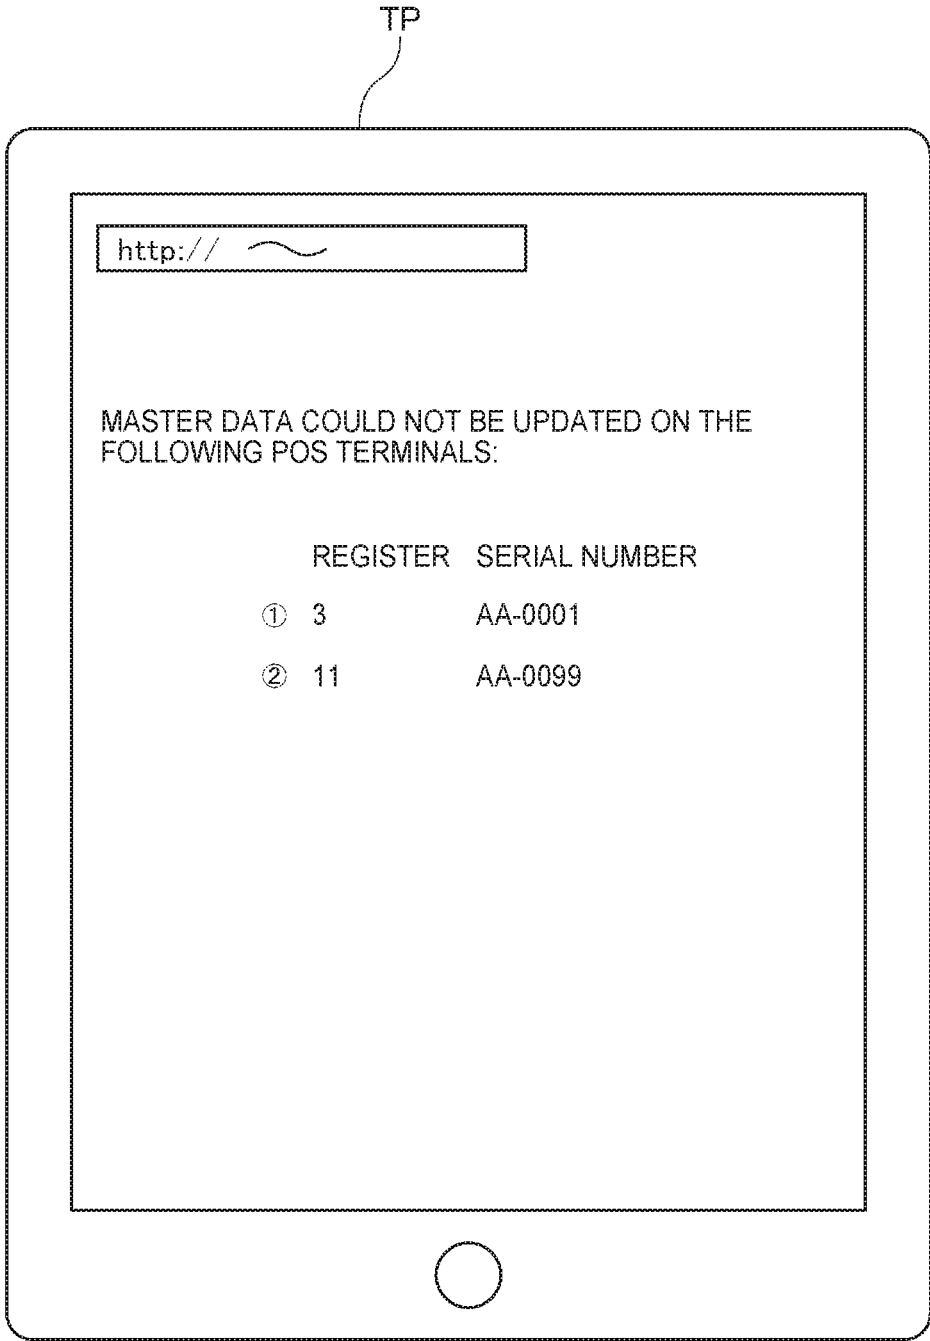 TP
http://
MASTER DATA COULD NOT BE UPDATED ON THE
FOLLOWING POS TERMINALS:
REGISTER SERIAL NUMBER
① 3 AA-0001
② 11 AA-0099